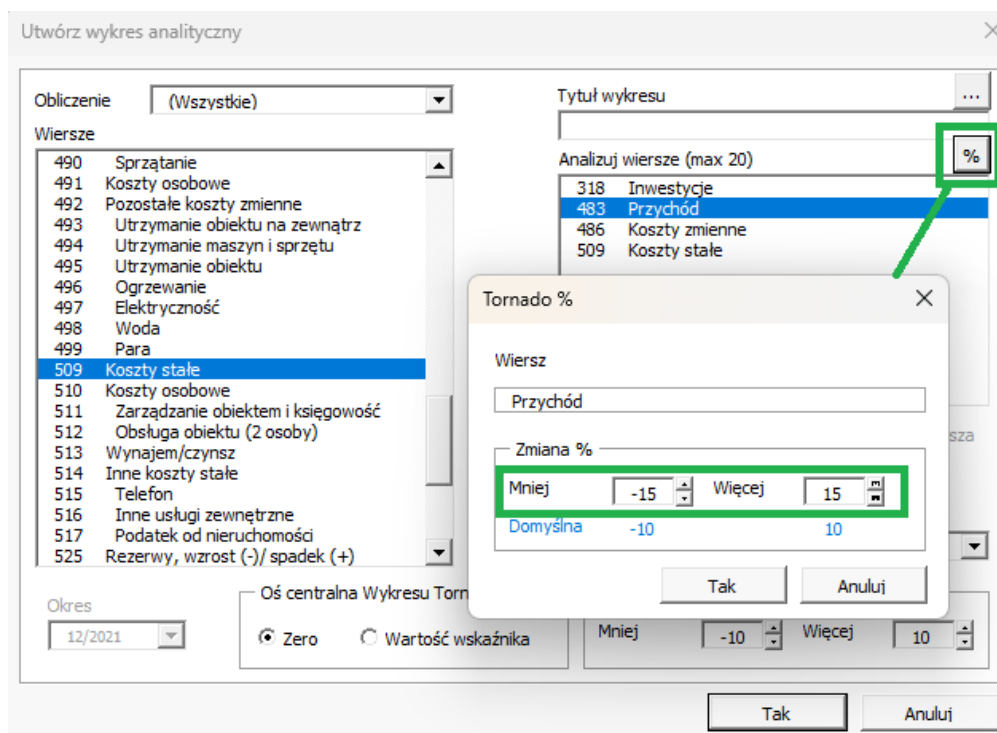 Utwórz wykres analityczny
Obliczenie (Wszystkie)
Tytuł wykresu ...
Wiersze
Analizuj wiersze (max 20) %
490 Sprzątanie
491 Koszty osobowe
492 Pozostałe koszty zmienne
493 Utrzymanie obiektu na zewnątrz
494 Utrzymanie maszyn i sprzętu
495 Utrzymanie obiektu
496 Ogrzewanie
497 Elektryczność
498 Woda
499 Para
509 Koszty stałe
510 Koszty osobowe
511 Zarządzanie obiektem i księgowość
512 Obsługa obiektu (2 osoby)
513 Wynajem/czynsz
514 Inne koszty stałe
515 Telefon
516 Inne usługi zewnętrzne
517 Podatek od nieruchomości
525 Rezerwy, wzrost (-)/ spadek (+)
318 Inwestycje
483 Przychód
486 Koszty zmienne
509 Koszty stałe
sza
Tornado %
Wiersz
Przychód
Zmiana %
Mniej -15 Więcej 15
Domyślna -10 10
Tak Anuluj
Okres
12/2021
Oś centralna Wykresu Torn
Zero Wartość wskaźnika
Mniej -10 Więcej 10
Tak Anuluj